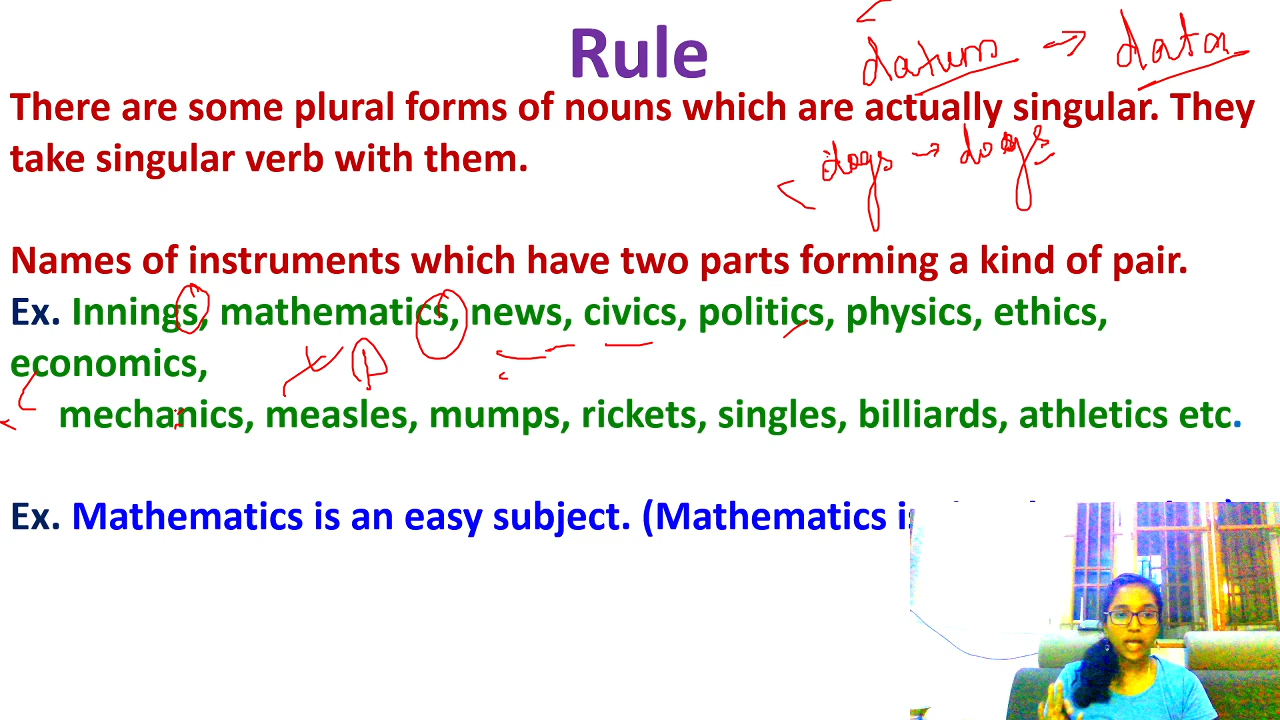 Rule
datum → data
There are some plural forms of nouns which are actually singular. They
take singular verb with them.
dogs → dogs
Names of instruments which have two parts forming a kind of pair.
Ex. Innings, mathematics, news, civics, politics, physics, ethics,
economics,
mechanics, measles, mumps, rickets, singles, billiards, athletics etc.
Ex. Mathematics is an easy subject. (Mathematics